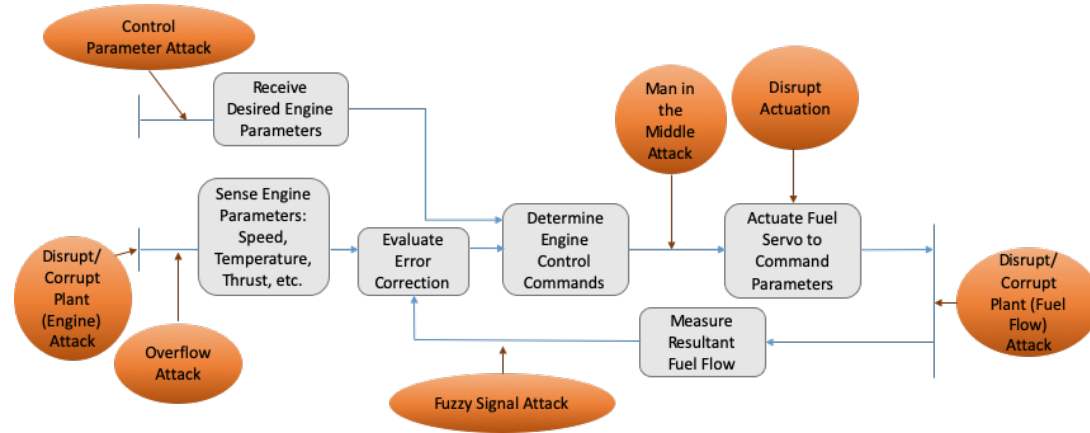 Control
Parameter Attack
Receive
Desired Engine
Parameters
Man in
the
Middle
Attack
Disrupt
Actuation
Sense Engine
Parameters:
Speed,
Temperature,
Thrust, etc.
Evaluate
Error
Correction
Determine
Engine
Control
Commands
Actuate Fuel
Servo to
Command
Parameters
Disrupt/
Corrupt
Plant
(Engine)
Attack
Disrupt/
Corrupt
Plant (Fuel
Flow)
Attack
Overflow
Attack
Measure
Resultant
Fuel Flow
Fuzzy Signal Attack